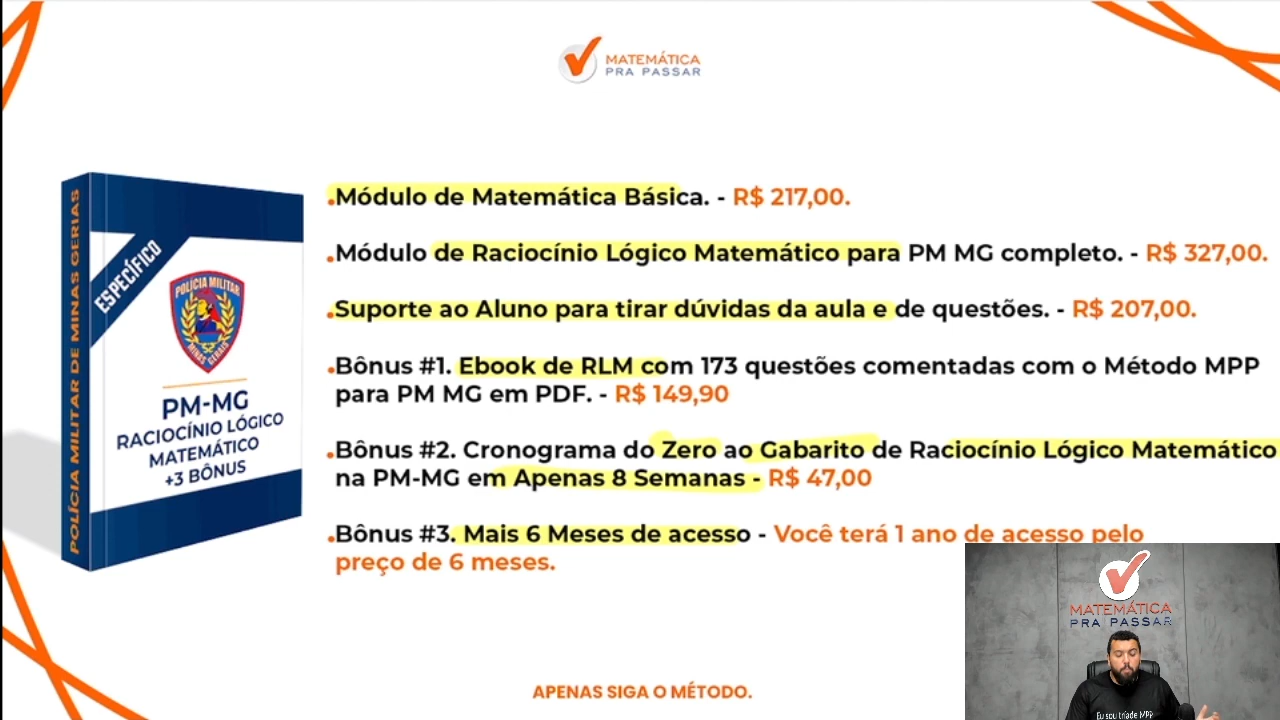 MATEMÁTICA
PRA PASSAR
•Módulo de Matemática Básica. - R$ 217,00.
•Módulo de Raciocínio Lógico Matemático para PM MG completo. - R$ 327,00.
•Suporte ao Aluno para tirar dúvidas da aula e de questões. - R$ 207,00.
•Bônus #1. Ebook de RLM com 173 questões comentadas com o Método MPP
para PM MG em PDF. - R$ 149,90
•Bônus #2. Cronograma do Zero ao Gabarito de Raciocínio Lógico Matemático
na PM-MG em Apenas 8 Semanas - R$ 47,00
•Bônus #3. Mais 6 Meses de acesso - Você terá 1 ano de acesso pelo
preço de 6 meses.
POLÍCIA MILITAR DE MINAS GERIAS
ESPECÍFICO
POLÍCIA MILITAR
MINAS GERAIS
PM-MG
RACIOCÍNIO LÓGICO
MATEMÁTICO
+3 BÔNUS
MATEMÁTICA
PRA PASSAR
Eu sou tríade MPP
APENAS SIGA O MÉTODO.